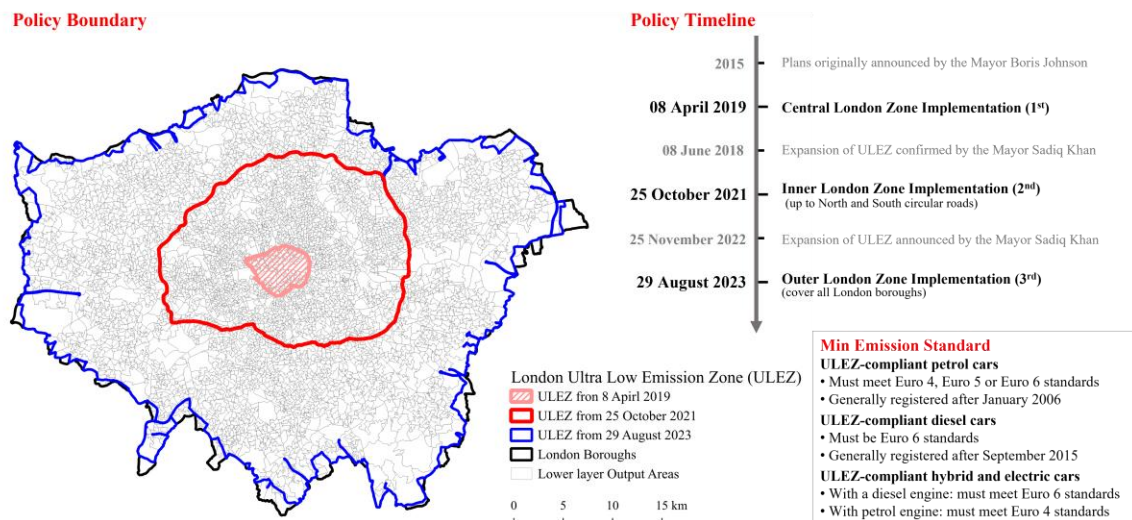 Policy Boundary
London Ultra Low Emission Zone (ULEZ)
ULEZ fron 8 Apirl 2019
ULEZ from 25 October 2021
ULEZ from 29 August 2023
London Boroughs
Lower layer Output Areas
0 5 10 15 km
Policy Timeline
2015 Plans originally announced by the Mayor Boris Johnson
08 April 2019 Central London Zone Implementation (1st)
08 June 2018 Expansion of ULEZ confirmed by the Mayor Sadiq Khan
25 October 2021 Inner London Zone Implementation (2nd)
(up to North and South circular roads)
25 November 2022 Expansion of ULEZ announced by the Mayor Sadiq Khan
29 August 2023 Outer London Zone Implementation (3rd)
(cover all London boroughs)
Min Emission Standard
ULEZ-compliant petrol cars
• Must meet Euro 4, Euro 5 or Euro 6 standards
• Generally registered after January 2006
ULEZ-compliant diesel cars
• Must be Euro 6 standards
• Generally registered after September 2015
ULEZ-compliant hybrid and electric cars
• With a diesel engine: must meet Euro 6 standards
• With petrol engine: must meet Euro 4 standards